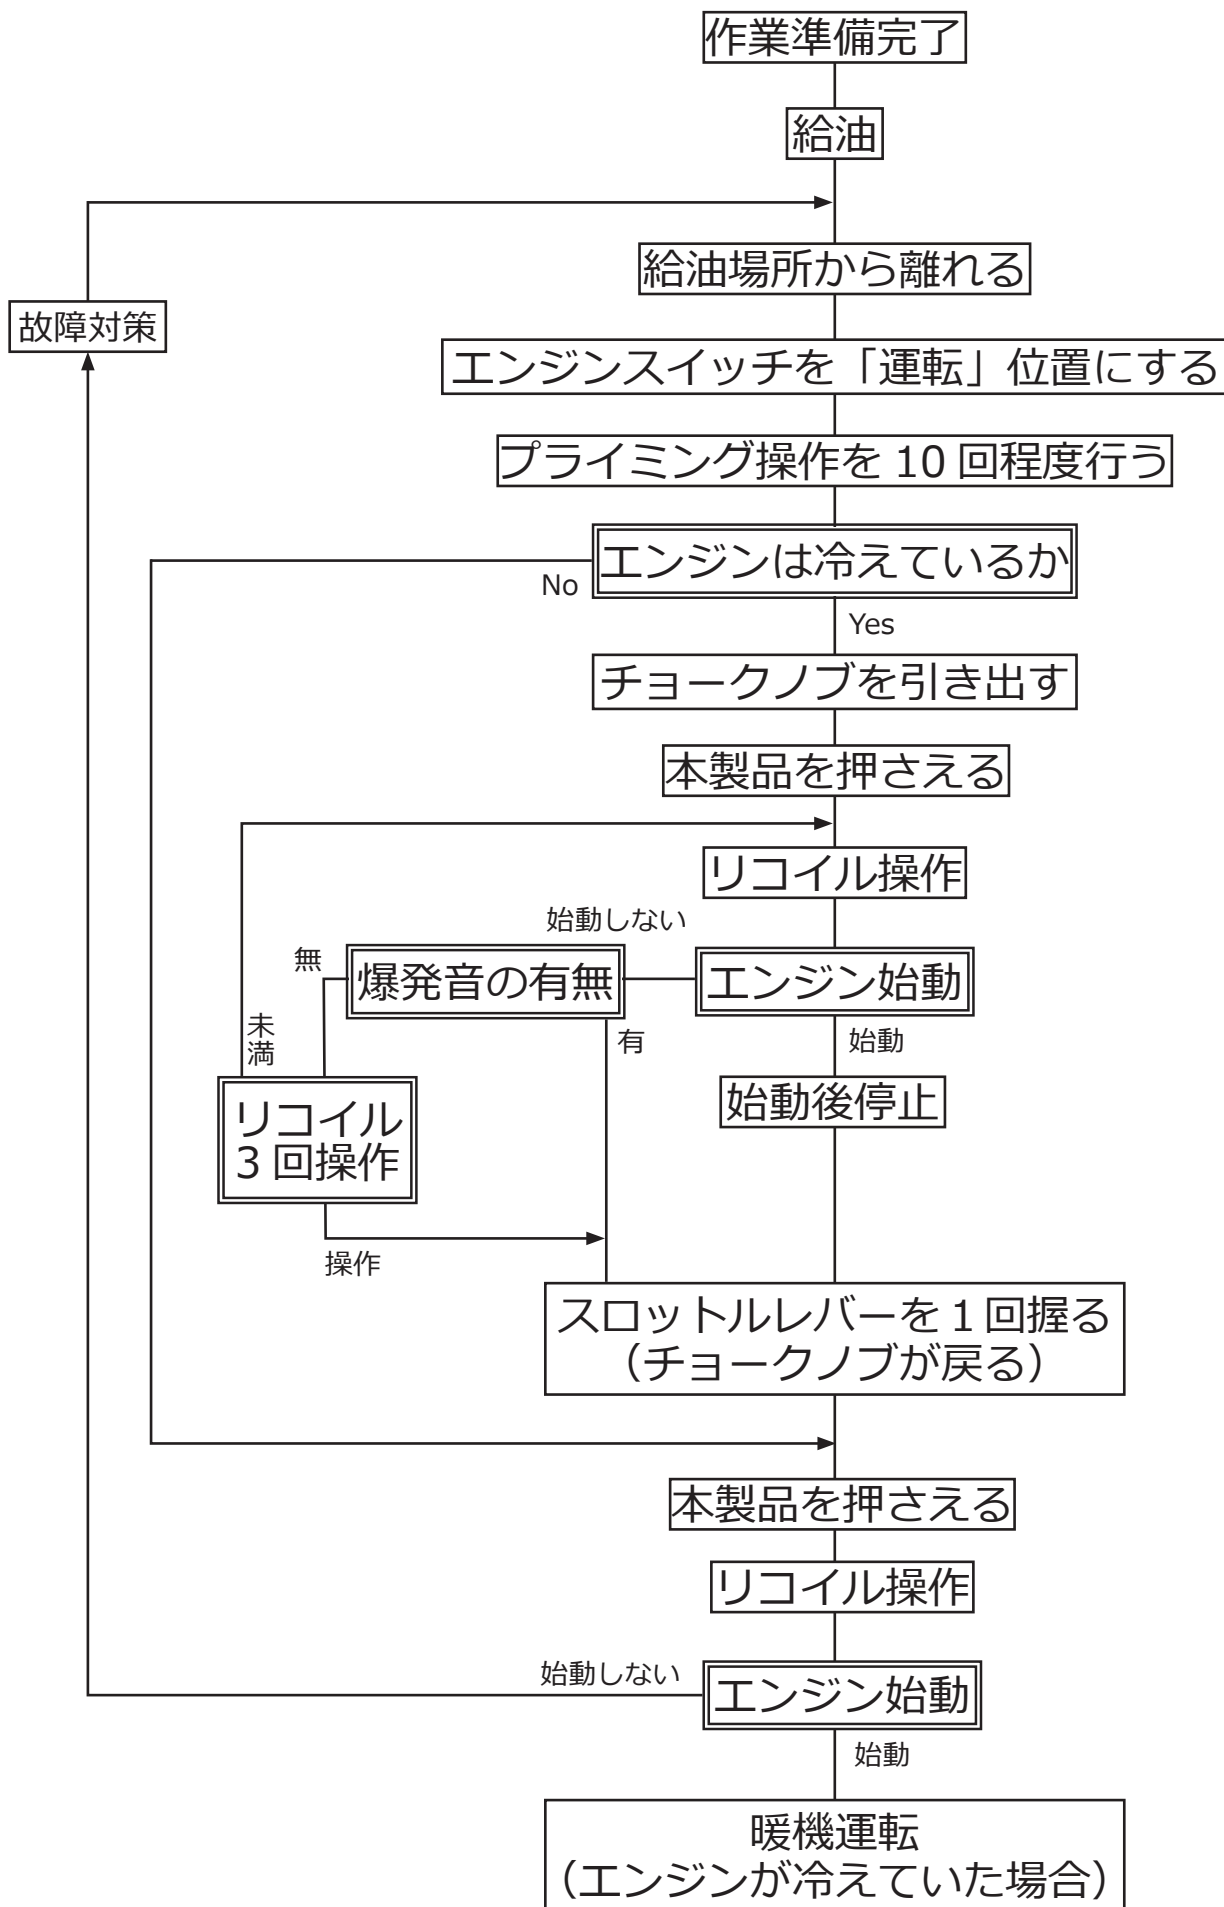 作業準備完了
給油
給油場所から離れる
故障対策
エンジンスイッチを「運転」位置にする
プライミング操作を 10 回程度行う
エンジンは冷えているか
No
Yes
チョークノブを引き出す
本製品を押さえる
リコイル操作
始動しない
無
爆発音の有無
エンジン始動
未満
有
始動
リコイル
3 回操作
始動後停止
操作
スロットルレバーを 1 回握る
（チョークノブが戻る）
本製品を押さえる
リコイル操作
始動しない
エンジン始動
始動
暖機運転
（エンジンが冷えていた場合）